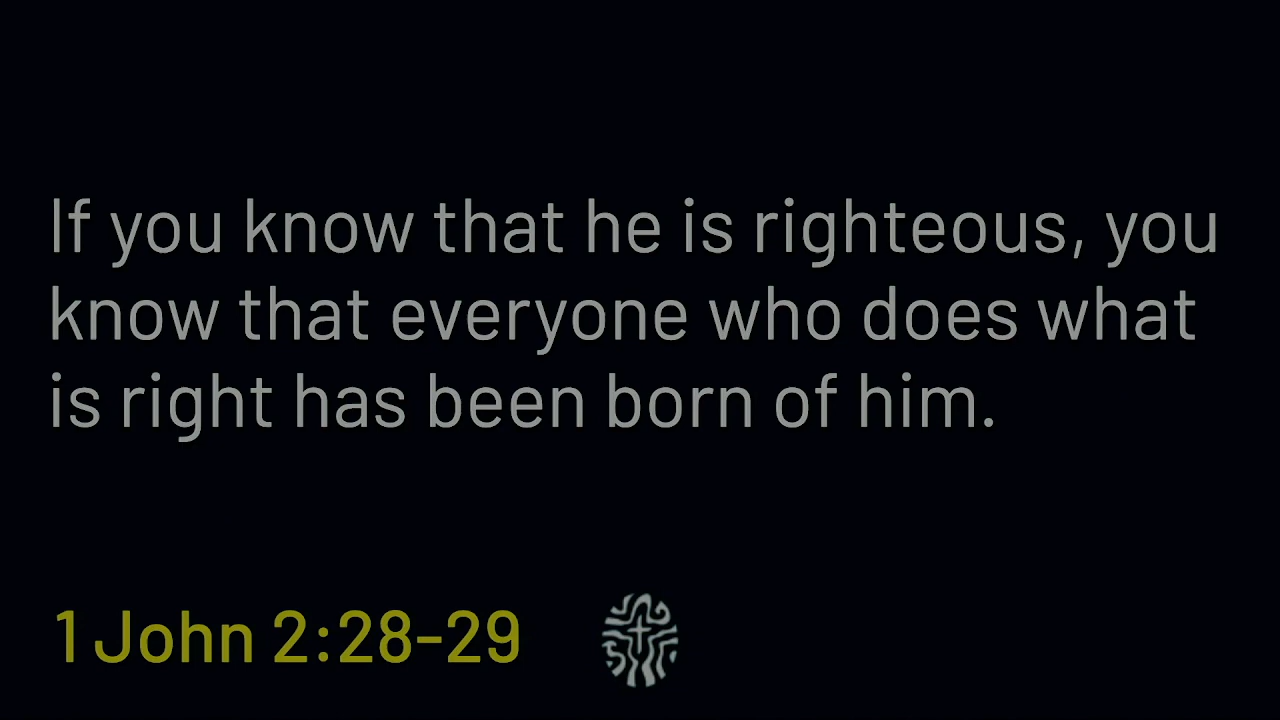 If you know that he is righteous, you
know that everyone who does what
is right has been born of him.
1 John 2:28-29